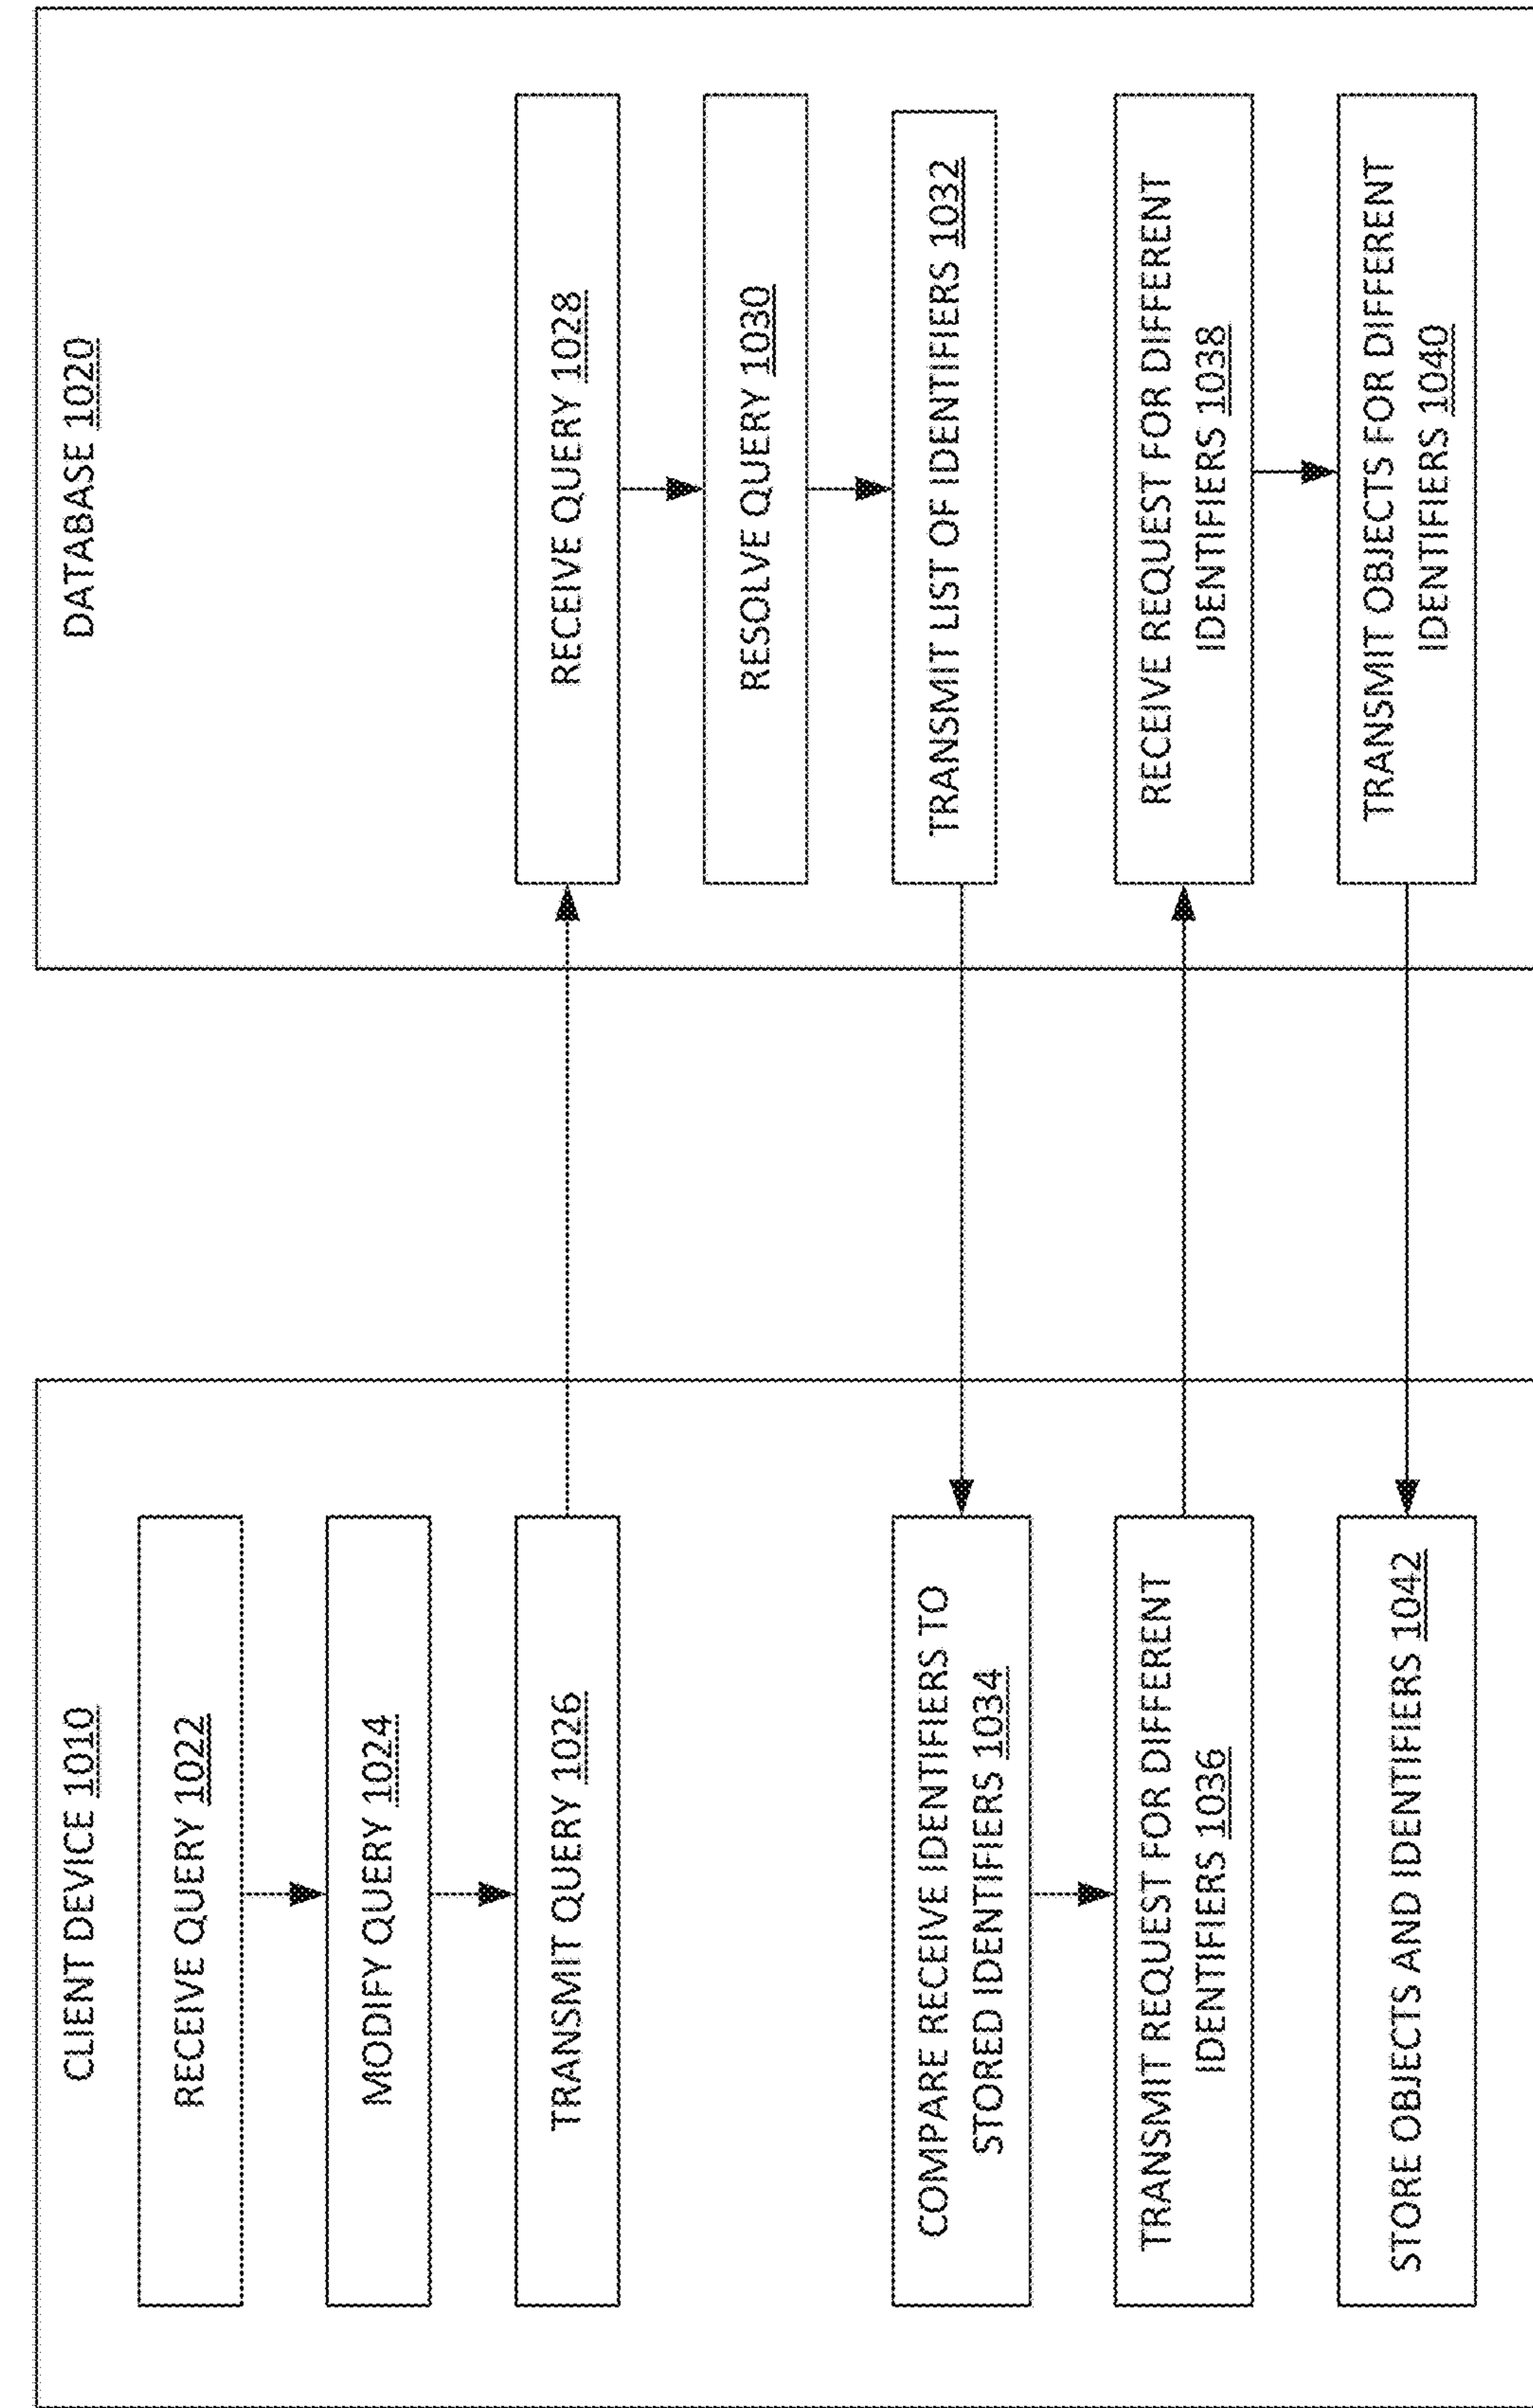 CLIENT DEVICE 1010
RECEIVE QUERY 1022
MODIFY QUERY 1024
TRANSMIT QUERY 1026
COMPARE RECEIVE IDENTIFIERS TO
STORED IDENTIFIERS 1034
TRANSMIT REQUEST FOR DIFFERENT
IDENTIFIERS 1036
STORE OBJECTS AND IDENTIFIERS 1042
DATABASE 1020
RECEIVE QUERY 1028
RESOLVE QUERY 1030
TRANSMIT LIST OF IDENTIFIERS 1032
RECEIVE REQUEST FOR DIFFERENT
IDENTIFIERS 1038
TRANSMIT OBJECTS FOR DIFFERENT
IDENTIFIERS 1040